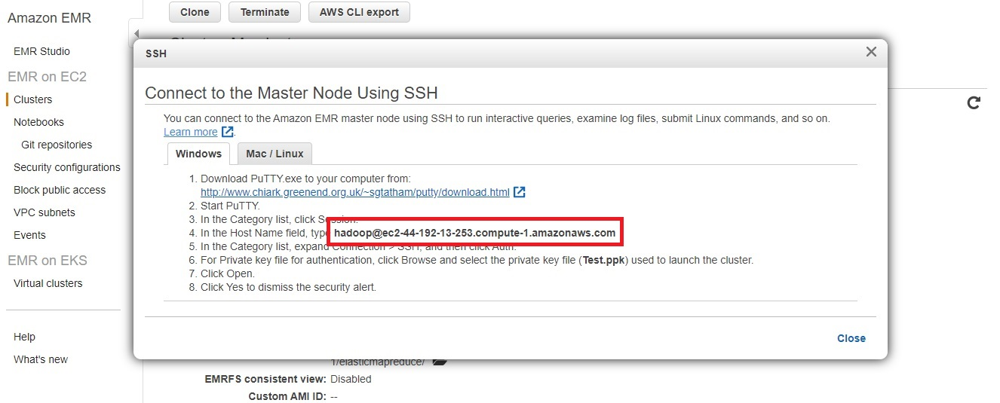 Amazon EMR
EMR Studio
EMR on EC2
Clusters
Notebooks
Git repositories
Security configurations
Block public access
VPC subnets
Events
EMR on EKS
Virtual clusters
Help
What's new
Clone
Terminate
AWS CLI export
SSH
Connect to the Master Node Using SSH
You can connect to the Amazon EMR master node using SSH to run interactive queries, examine log files, submit Linux commands, and so on.
Learn more.
Windows
Mac / Linux
1. Download PuTTY.exe to your computer from:
http://www.chiark.greenend.org.uk/~sgtatham/putty/download.html
2. Start PuTTY.
3. In the Category list, click Session.
4. In the Host Name field, type hadoop@ec2-44-192-13-253.compute-1.amazonaws.com
5. In the Category list, expand Connection > SSH, and then click Auth.
6. For Private key file for authentication, click Browse and select the private key file (Test.ppk) used to launch the cluster.
7. Click Open.
8. Click Yes to dismiss the security alert.
Close
1/elasticmapreduce/
EMRFS consistent view: Disabled
Custom AMI ID: --